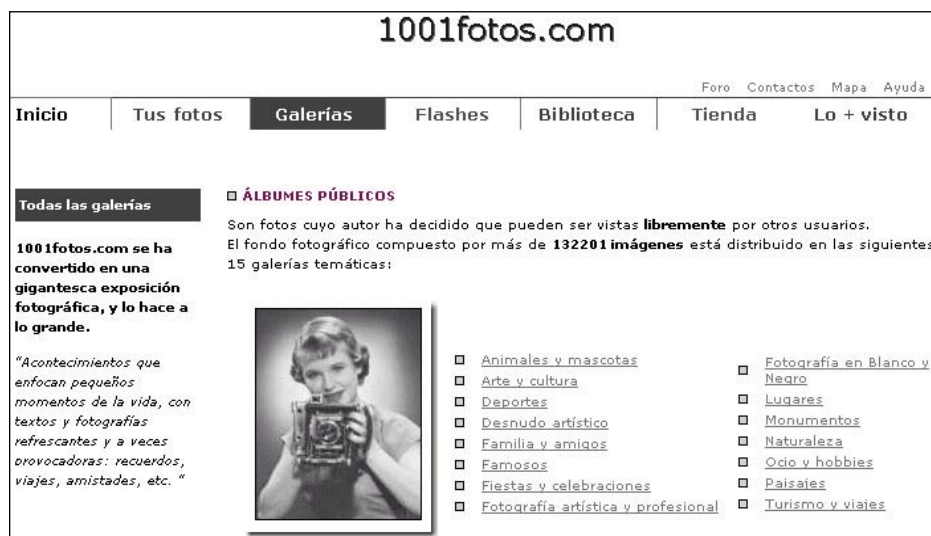 1001fotos.com
Foro Contactos Mapa Ayuda
Inicio Tus fotos Galerías Flashes Biblioteca Tienda Lo + visto
Todas las galerías
1001fotos.com se ha
convertido en una
gigantesca exposición
fotográfica, y lo hace a
lo grande.
"Acontecimientos que
enfocan pequeños
momentos de la vida, con
textos y fotografías
refrescantes y a veces
provocadoras: recuerdos,
viajes, amistades, etc. "
ÁLBUMES PÚBLICOS
Son fotos cuyo autor ha decidido que pueden ser vistas libremente por otros usuarios.
El fondo fotográfico compuesto por más de 132201 imágenes está distribuido en las siguientes
15 galerías temáticas:
Animales y mascotas
Arte y cultura
Deportes
Desnudo artístico
Familia y amigos
Famosos
Fiestas y celebraciones
Fotografía artística y profesional
Fotografía en Blanco y
Negro
Lugares
Monumentos
Naturaleza
Ocio y hobbies
Paisajes
Turismo y viajes